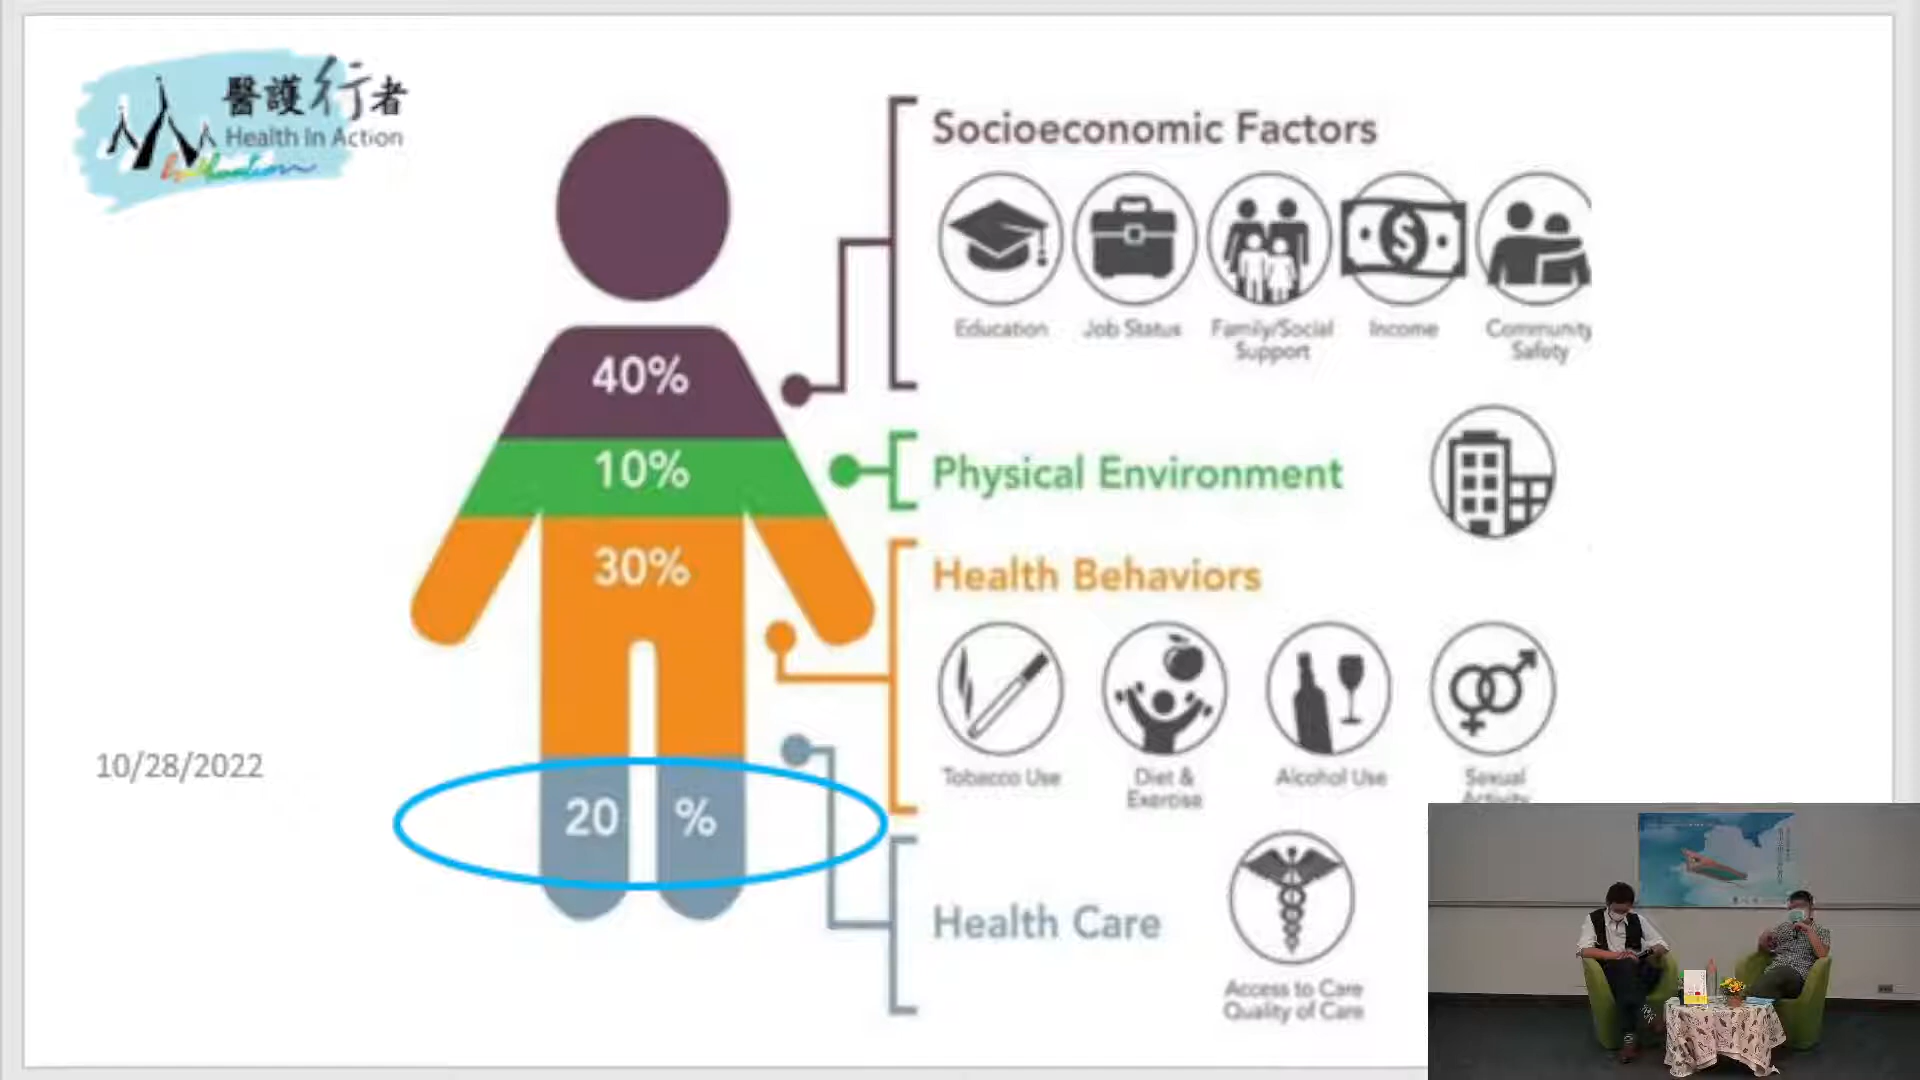 醫護行者
Health In Action
Socioeconomic Factors
Education
Job Status
Family/Social
Support
Income
Community
Safety
40%
10%
Physical Environment
30%
Health Behaviors
Tobacco Use
Diet &
Exercise
Alcohol Use
Sexual
Activity
10/28/2022
20 %
Health Care
Access to Care
Quality of Care